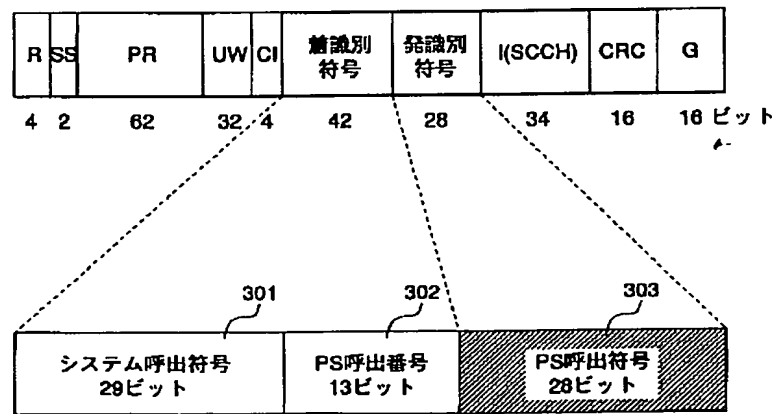 R SS PR UW CI 着識別符号 発識別符号 I(SCCH) CRC G
4 2 62 32 4 42 28 34 16 16 ビット
301 302 303
システム呼出符号 PS呼出番号 PS呼出符号
29ビット 13ビット 28ビット